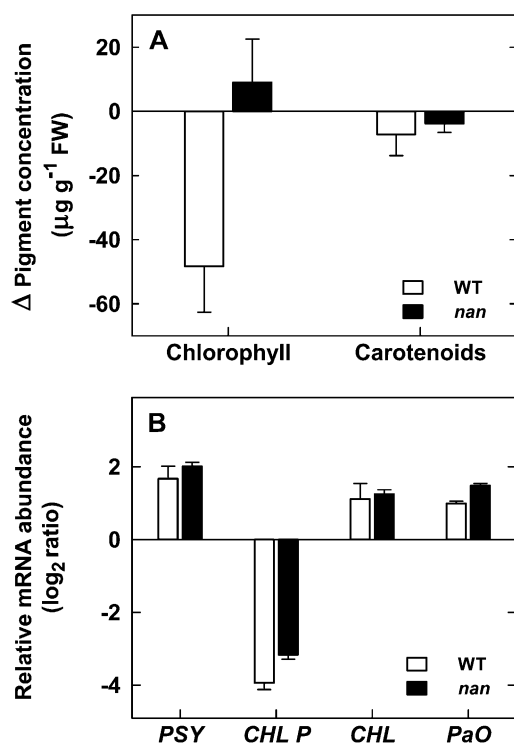 A
Δ Pigment concentration
(µg g⁻¹ FW)
20
0
-20
-40
-60
WT
nan
Chlorophyll
Carotenoids
B
Relative mRNA abundance
(log₂ ratio)
2
0
-2
-4
WT
nan
PSY
CHL P
CHL
PaO